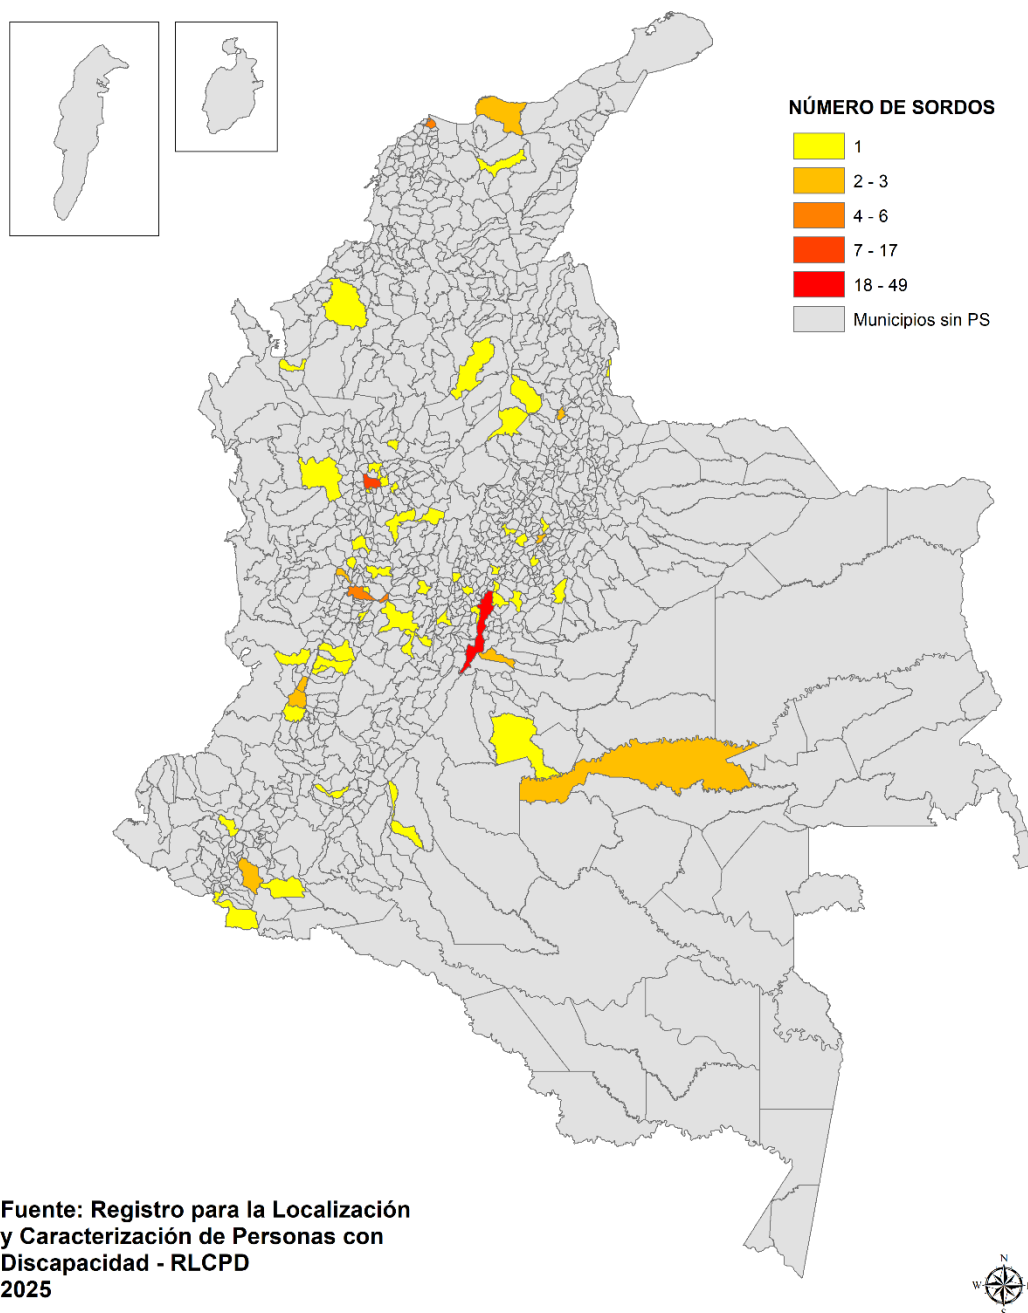 NÚMERO DE SORDOS
1
2 - 3
4 - 6
7 - 17
18 - 49
Municipios sin PS
Fuente: Registro para la Localización
y Caracterización de Personas con
Discapacidad - RLCPD
2025
N
W
S